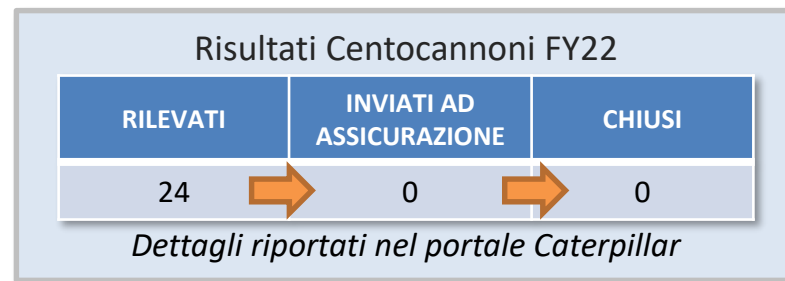 Risultati Centocannoni FY22
RILEVATI
INVIATI AD
ASSICURAZIONE
CHIUSI
24
0
0
Dettagli riportati nel portale Caterpillar